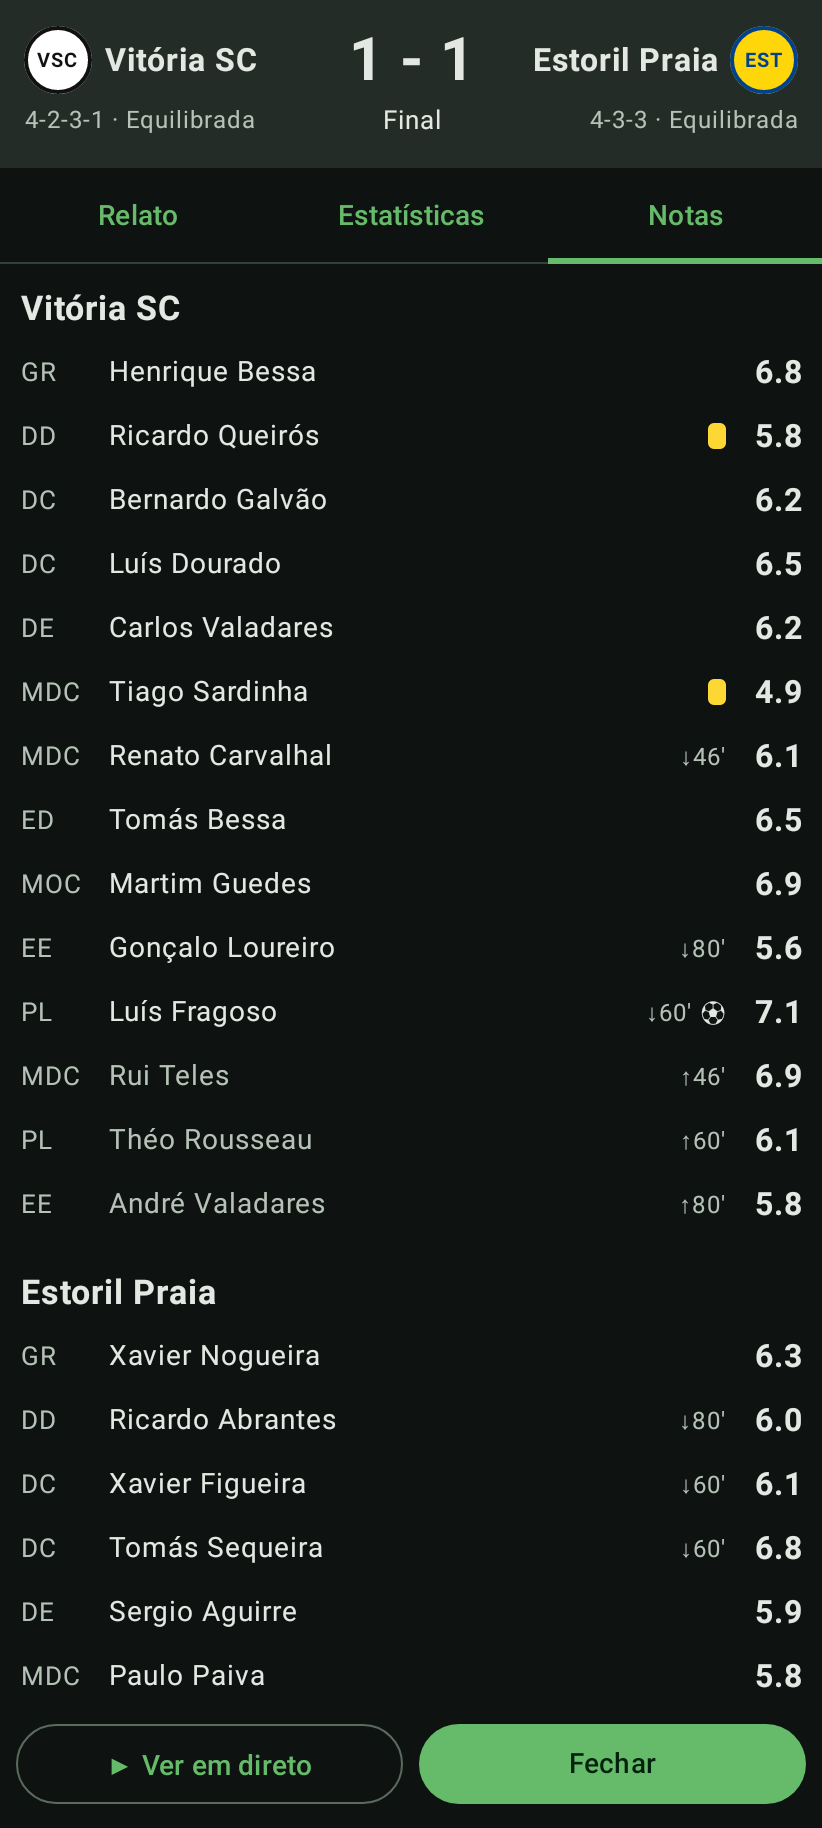 VSC Vitória SC 1 - 1 Estoril Praia EST
4-2-3-1 · Equilibrada Final 4-3-3 · Equilibrada
Relato Estatísticas Notas
Vitória SC
GR Henrique Bessa 6.8
DD Ricardo Queirós 5.8
DC Bernardo Galvão 6.2
DC Luís Dourado 6.5
DE Carlos Valadares 6.2
MDC Tiago Sardinha 4.9
MDC Renato Carvalhal ↓46' 6.1
ED Tomás Bessa 6.5
MOC Martim Guedes 6.9
EE Gonçalo Loureiro ↓80' 5.6
PL Luís Fragoso ↓60' ⚽ 7.1
MDC Rui Teles ↑46' 6.9
PL Théo Rousseau ↑60' 6.1
EE André Valadares ↑80' 5.8
Estoril Praia
GR Xavier Nogueira 6.3
DD Ricardo Abrantes ↓80' 6.0
DC Xavier Figueira ↓60' 6.1
DC Tomás Sequeira ↓60' 6.8
DE Sergio Aguirre 5.9
MDC Paulo Paiva 5.8
► Ver em direto Fechar